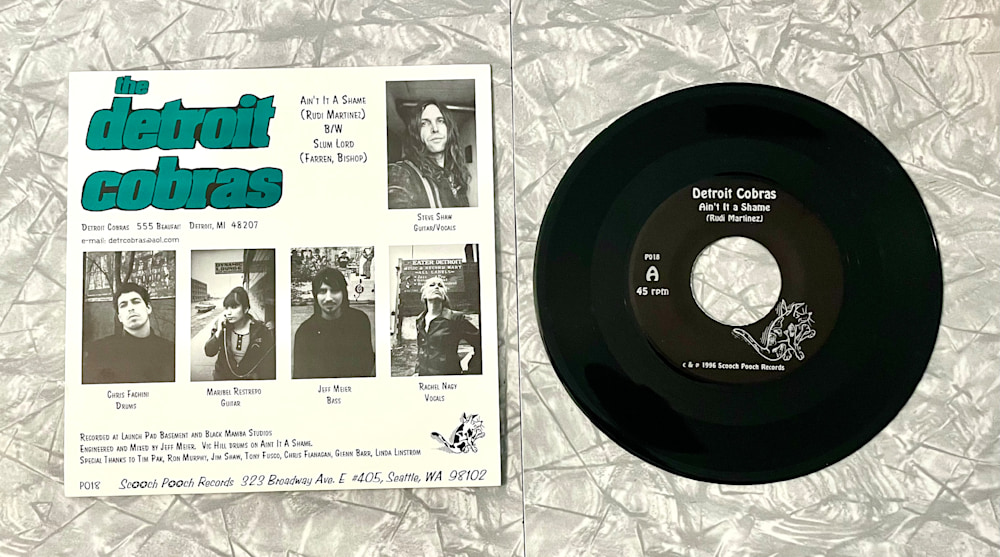 the
detroit
cobras
Ain't It A Shame
(Rudi Martinez)
B/W
Slum Lord
(Farren, Bishop)
Steve Shaw
Guitar/Vocals
Detroit Cobras 555 Beaufait Detroit, MI 48207
e-mail: detrcobras@aol.com
Chris Fachini
Drums
Maribel Restrepo
Guitar
Jeff Meier
Bass
Rachel Nagy
Vocals
Recorded at Launch Pad Basement and Black Mamba Studios
Engineered and Mixed by Jeff Meier. Vic Hill drums on Aint It A Shame.
Special Thanks to Tim Pak, Ron Murphy, Jim Shaw, Tony Fusco, Chris Flanagan, Glenn Barr, Linda Linstrom
P018 Scooch Pooch Records 323 Broadway Ave. E #405, Seattle, WA 98102
Detroit Cobras
Ain't It a Shame
(Rudi Martinez)
P018
A
45 rpm
c & p 1996 Scooch Pooch Records